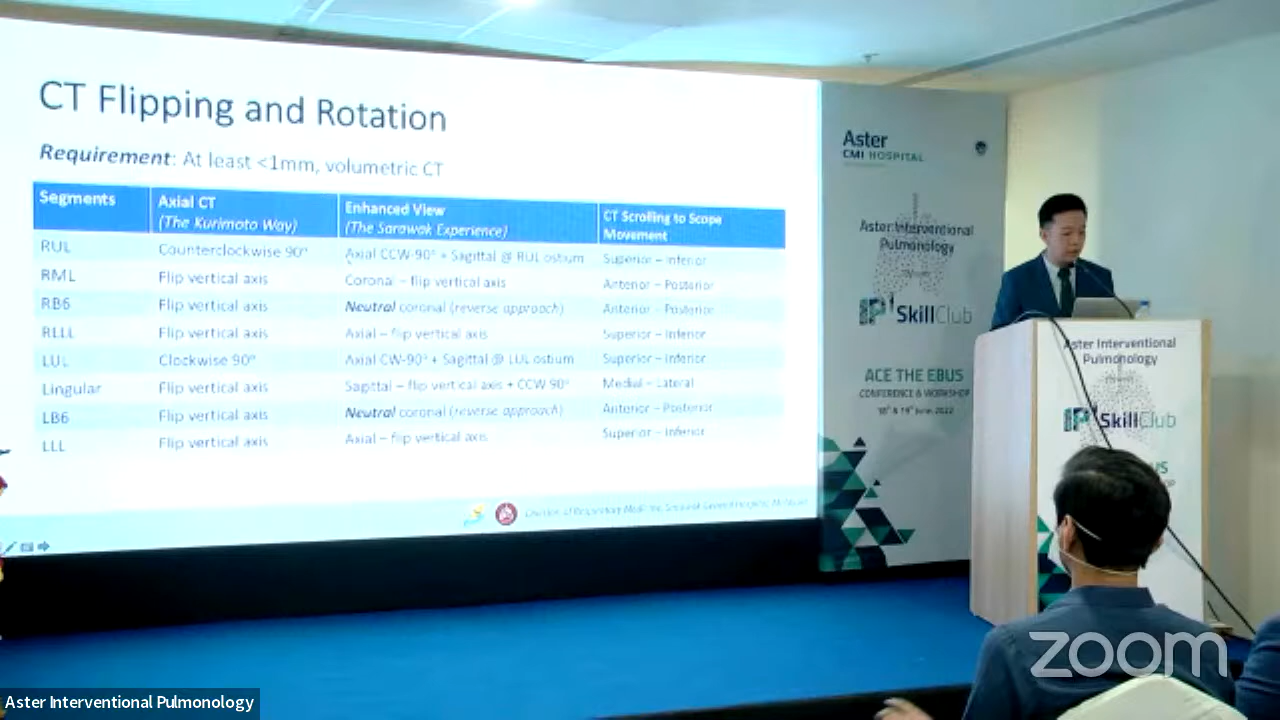 CT Flipping and Rotation
Requirement: At least <1mm, volumetric CT
Segments
Axial CT
(The Kurimoto Way)
Enhanced View
(The Sarawak Experience)
CT Scrolling to Scope
Movement
RUL Counterclockwise 90° Axial CCW-90° + Sagittal @ RUL ostium Superior – Inferior
RML Flip vertical axis Coronal – flip vertical axis Anterior – Posterior
RB6 Flip vertical axis Neutral coronal (reverse approach) Anterior – Posterior
RLLL Flip vertical axis Axial – flip vertical axis Superior – Inferior
LUL Clockwise 90° Axial CW-90° + Sagittal @ LUL ostium Superior – Inferior
Lingular Flip vertical axis Sagittal – flip vertical axis + CCW 90° Medial – Lateral
LB6 Flip vertical axis Neutral coronal (reverse approach) Anterior – Posterior
LLL Flip vertical axis Axial – flip vertical axis Superior – Inferior
Aster
CMI HOSPITAL
Aster Interventional
Pulmonology
IP SkillClub
ACE THE EBUS
CONFERENCE & WORKSHOP
18th & 19th June, 2022
Aster Interventional
Pulmonology
IP SkillClub
zoom
Aster Interventional Pulmonology